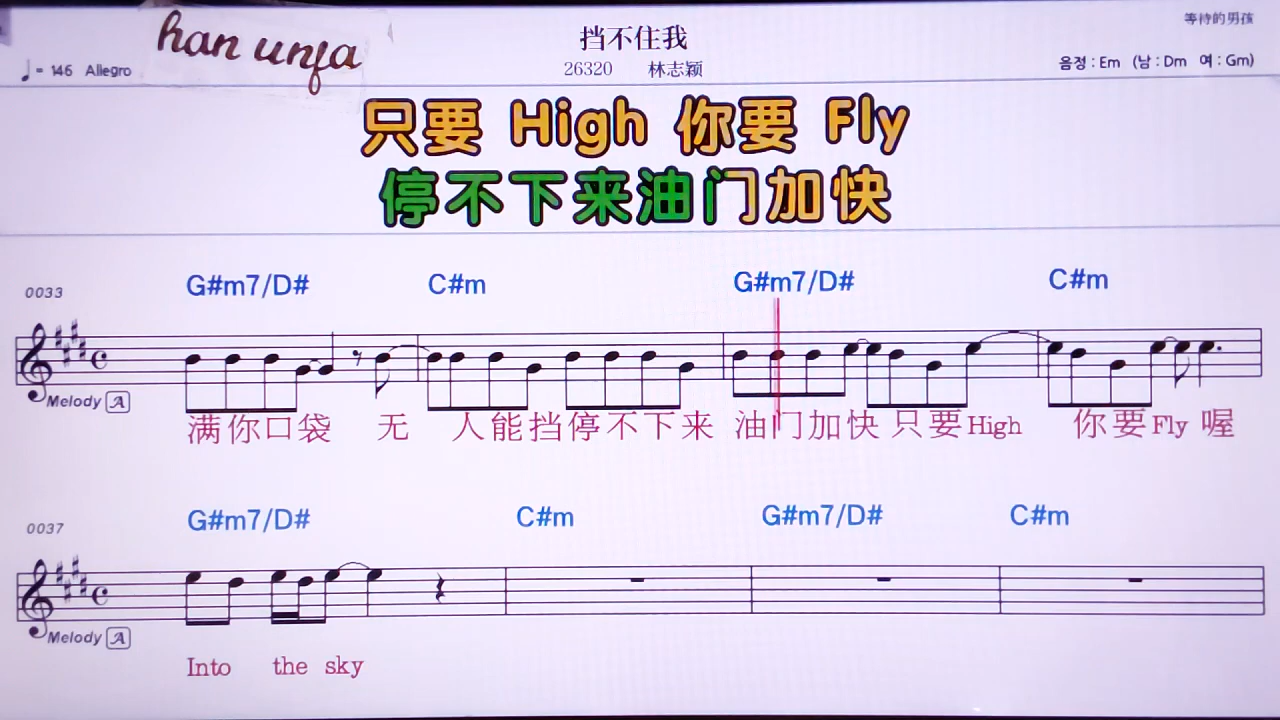 等待的男孩
han unfa
挡不住我
♩= 146 Allegro
26320 林志颖
음정 : Em (남 : Dm 여 : Gm)
只要 High 你要 Fly
停不下来油门加快
0033
G#m7/D# C#m G#m7/D# C#m
Melody A
满你口袋 无 人能挡停不下来 油门加快只要High 你要Fly 喔
0037
G#m7/D# C#m G#m7/D# C#m
Melody A
Into the sky